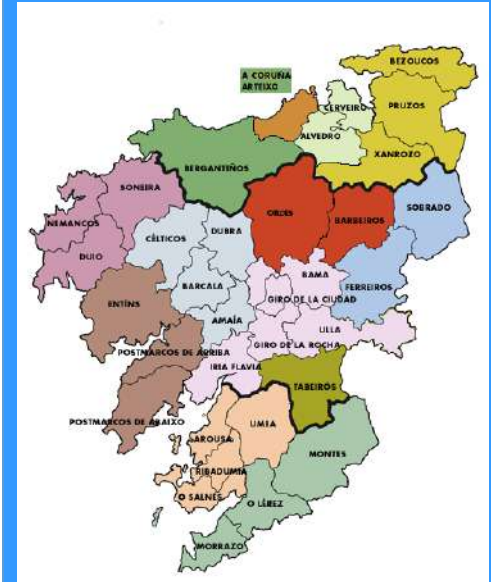 BEZOUCOS
A CORUÑA
ARTEIXO
CERVEIRO
PRUZOS
ALVEDRO
XANROZO
BERGANTIÑOS
SONEIRA
SOBRADO
ORDES
BARBEIROS
NEMANCOS
DUBRA
CÉLTICOS
DUIO
BAMA
BARCALA
FERREIROS
GIRO DE LA CIUDAD
ENTÍNS
AMAÍA
ULLA
GIRO DE LA ROCHA
POSTMARCOS DE ARRIBA
IRIA FLAVIA
TABEIRÓS
POSTMARCOS DE ABAIXO
UMIA
AROUSA
MONTES
RIBADUMIA
O SALNÉS
O LÉREZ
MORRAZO